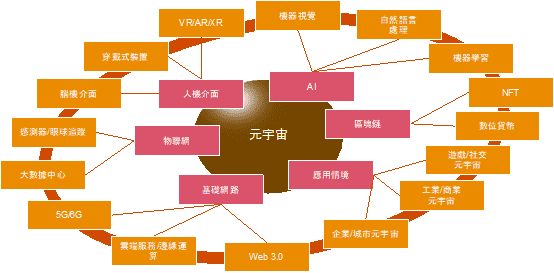 VR/AR/XR
機器視覺
自然語言
處理
穿戴式裝置
機器學習
腦機介面
人機介面
AI
NFT
感測器/眼球追蹤
物聯網
元宇宙
區塊鏈
數位貨幣
大數據中心
基礎網路
應用情境
遊戲/社交
元宇宙
工業/商業
元宇宙
5G/6G
雲端服務/邊緣運
算
Web 3.0
企業/城市元宇宙